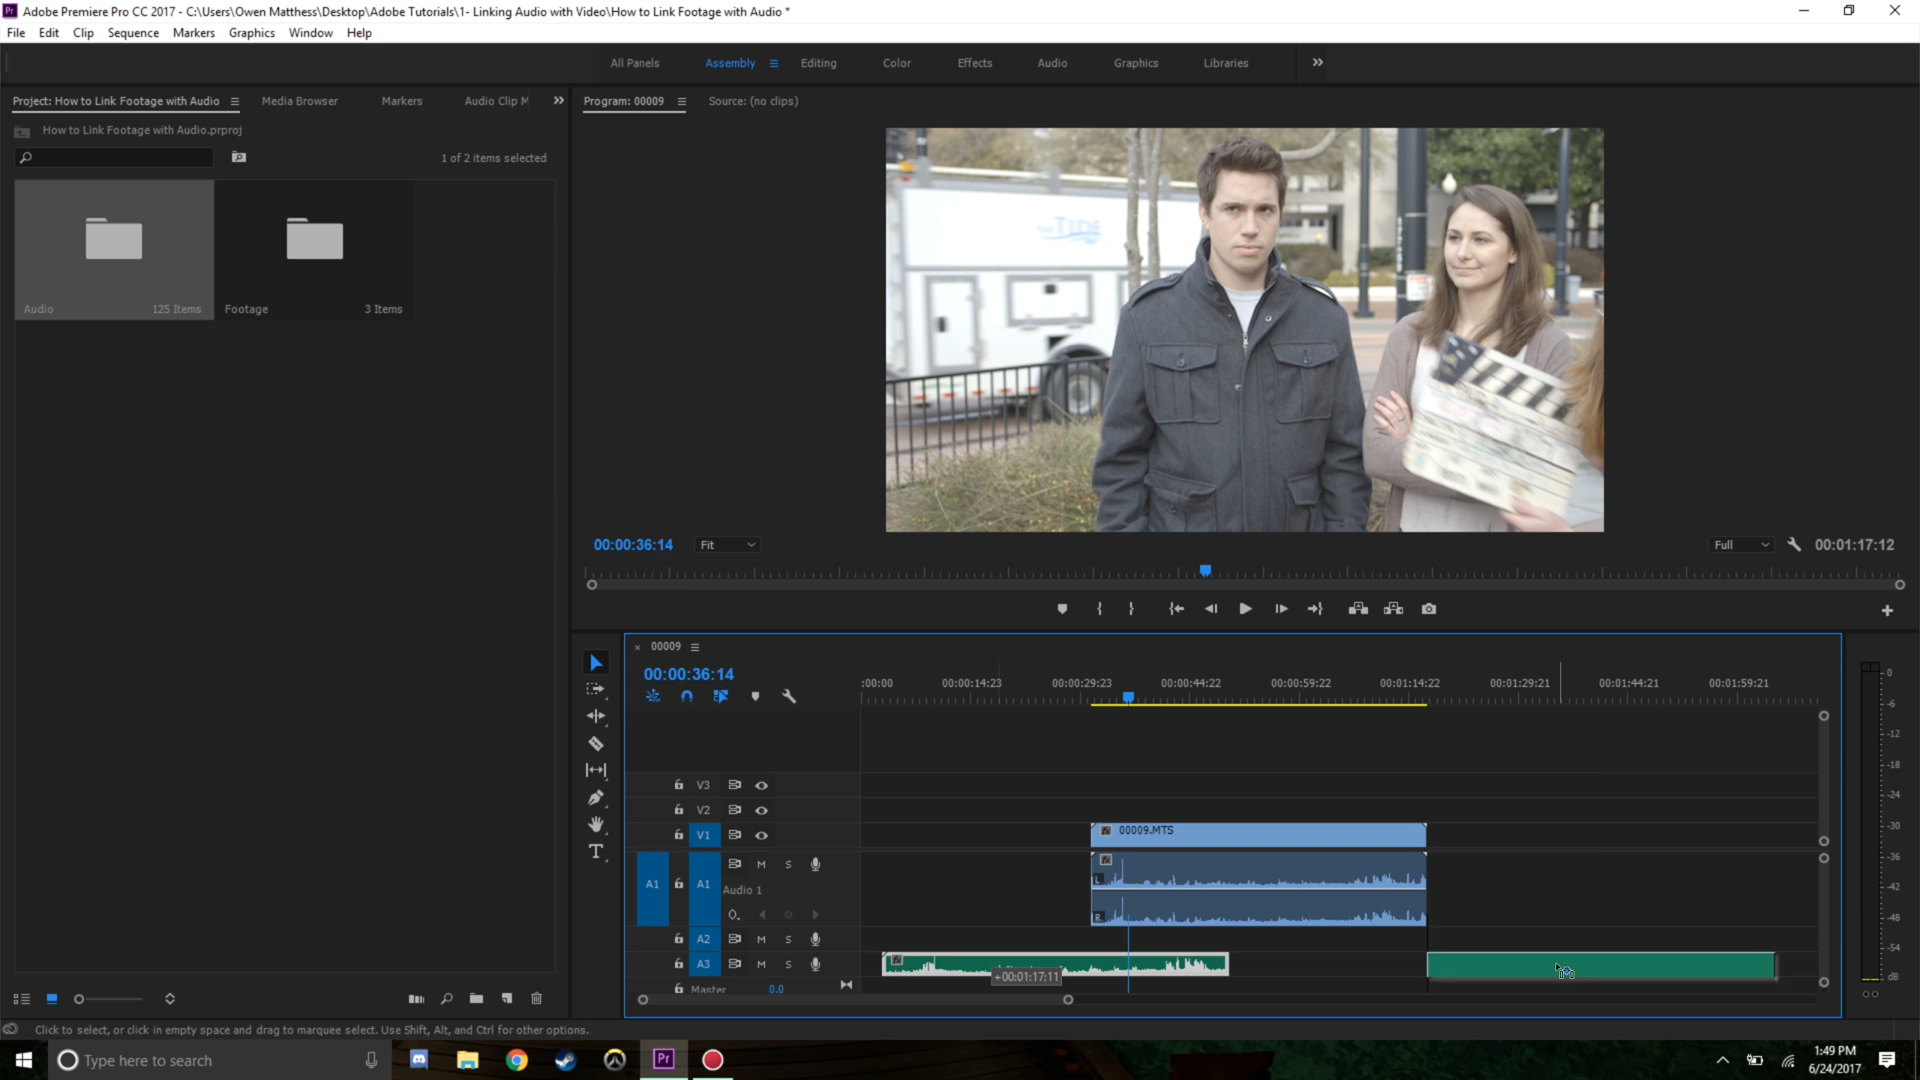 Pr Adobe Premiere Pro CC 2017 - C:\Users\Owen Matthess\Desktop\Adobe Tutorials\1- Linking Audio with Video\How to Link Footage with Audio *
File Edit Clip Sequence Markers Graphics Window Help
All Panels Assembly Editing Color Effects Audio Graphics Libraries
Project: How to Link Footage with Audio Media Browser Markers Audio Clip M
Program: 00009 Source: (no clips)
How to Link Footage with Audio.prproj
1 of 2 items selected
Audio 125 Items Footage 3 Items
THE TIDE
00:00:36:14 Fit Full 00:01:17:12
00009
00:00:36:14
:00:00 00:00:14:23 00:00:29:23 00:00:44:22 00:00:59:22 00:01:14:22 00:01:29:21 00:01:44:21 00:01:59:21
V3
V2
V1 00009.MTS
A1 A1 M S
Audio 1
L
R
A2 M S
A3 M S
+00:01:17:11
Master 0.0
0
-6
-12
-18
-24
-30
-36
-42
-48
-54
dB
Click to select, or click in empty space and drag to marquee select. Use Shift, Alt, and Ctrl for other options.
Type here to search
Pr
1:49 PM
6/24/2017